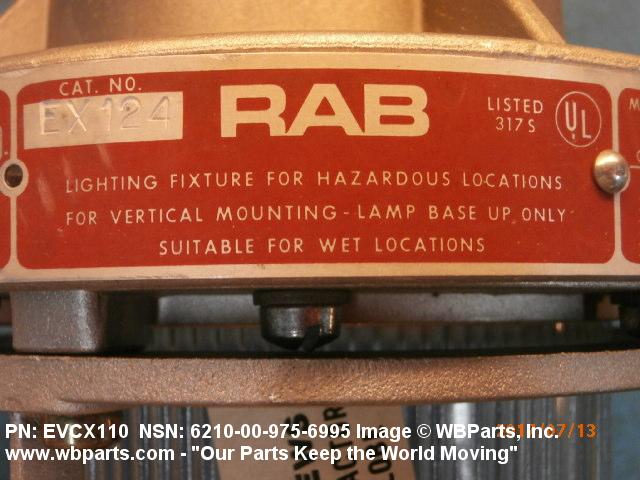 CAT. NO.
EX124
RAB
LISTED
317S
UL
LIGHTING FIXTURE FOR HAZARDOUS LOCATIONS
FOR VERTICAL MOUNTING-LAMP BASE UP ONLY
SUITABLE FOR WET LOCATIONS
PN: EVCX110 NSN: 6210-00-975-6995 Image © WBParts, Inc.
www.wbparts.com - "Our Parts Keep the World Moving"